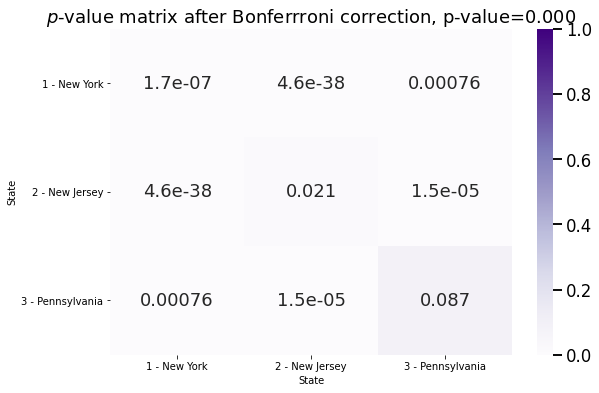 p-value matrix after Bonferrroni correction, p-value=0.000
1 - New York
1.7e-07
4.6e-38
0.00076
2 - New Jersey
4.6e-38
0.021
1.5e-05
3 - Pennsylvania
0.00076
1.5e-05
0.087
State
1 - New York
2 - New Jersey
3 - Pennsylvania
State
1.0
0.8
0.6
0.4
0.2
0.0